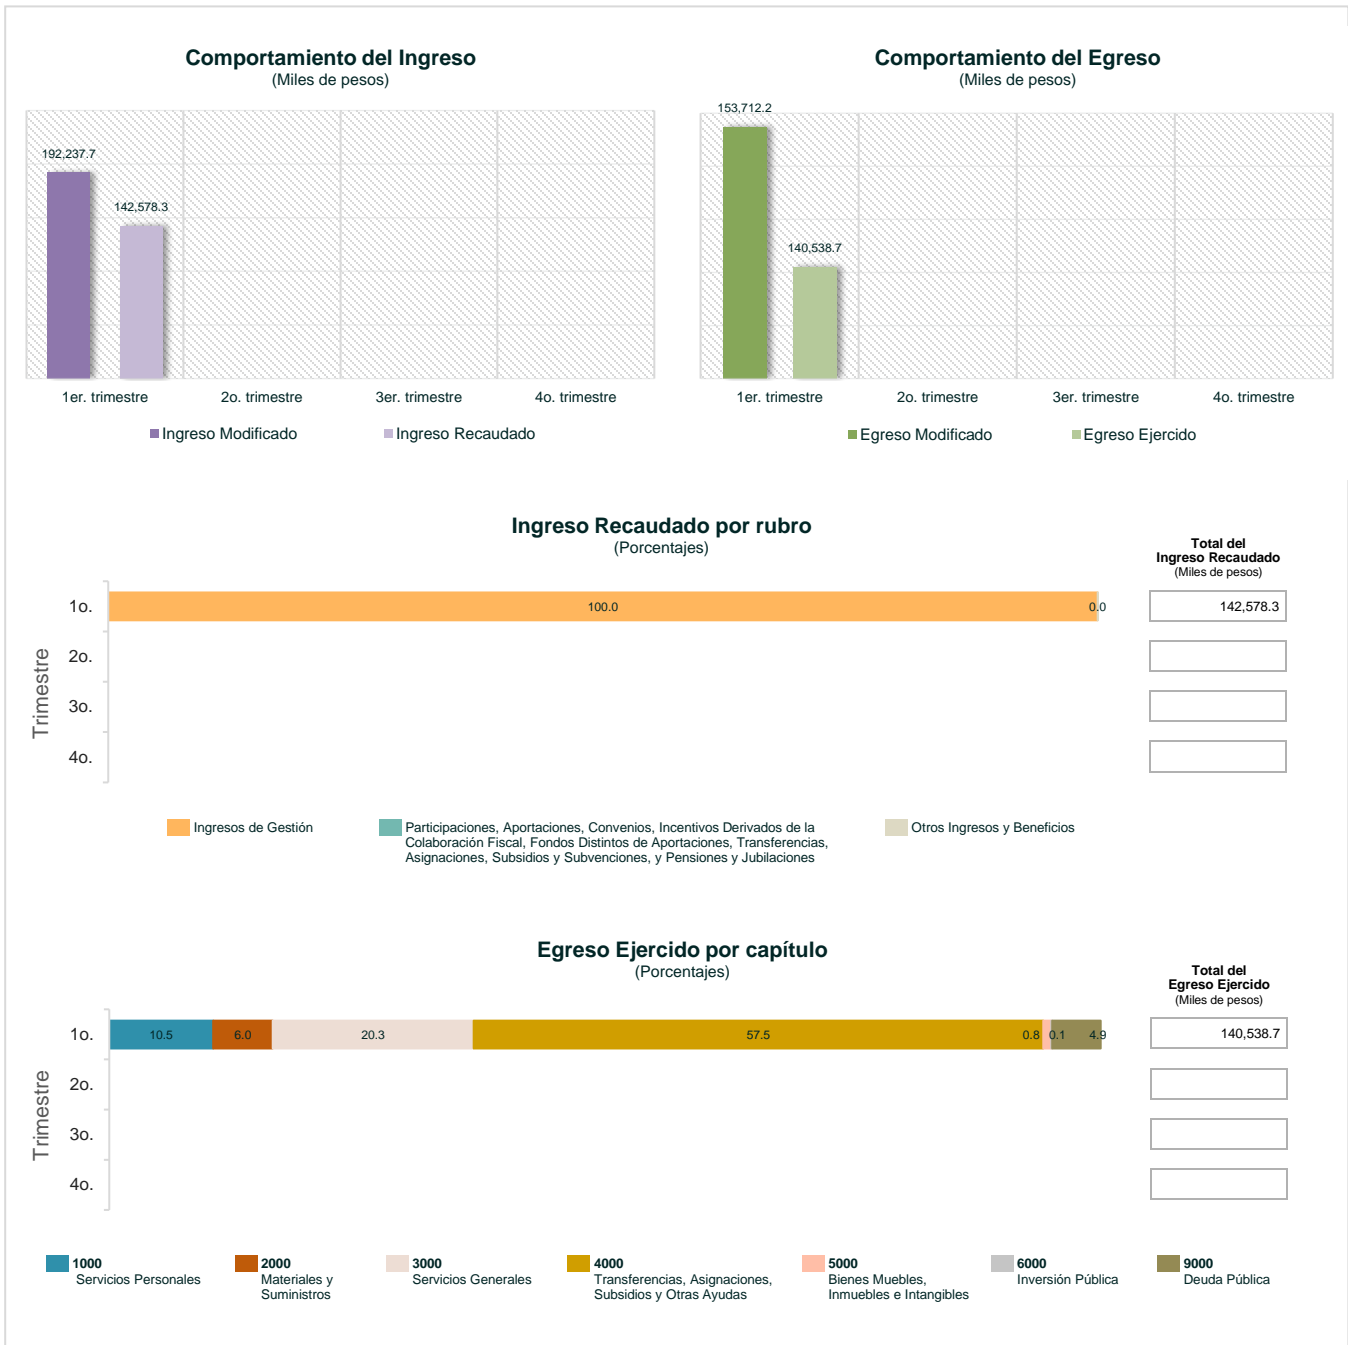 Comportamiento del Ingreso
(Miles de pesos)
192,237.7
142,578.3
1er. trimestre
2o. trimestre
3er. trimestre
4o. trimestre
Ingreso Modificado
Ingreso Recaudado
Comportamiento del Egreso
(Miles de pesos)
153,712.2
140,538.7
1er. trimestre
2o. trimestre
3er. trimestre
4o. trimestre
Egreso Modificado
Egreso Ejercido
Ingreso Recaudado por rubro
(Porcentajes)
Total del
Ingreso Recaudado
(Miles de pesos)
Trimestre
1o.
100.0
0.0
142,578.3
2o.
3o.
4o.
Ingresos de Gestión
Participaciones, Aportaciones, Convenios, Incentivos Derivados de la
Colaboración Fiscal, Fondos Distintos de Aportaciones, Transferencias,
Asignaciones, Subsidios y Subvenciones, y Pensiones y Jubilaciones
Otros Ingresos y Beneficios
Egreso Ejercido por capítulo
(Porcentajes)
Total del
Egreso Ejercido
(Miles de pesos)
Trimestre
1o.
10.5
6.0
20.3
57.5
0.8
0.1
4.9
140,538.7
2o.
3o.
4o.
1000
Servicios Personales
2000
Materiales y
Suministros
3000
Servicios Generales
4000
Transferencias, Asignaciones,
Subsidios y Otras Ayudas
5000
Bienes Muebles,
Inmuebles e Intangibles
6000
Inversión Pública
9000
Deuda Pública